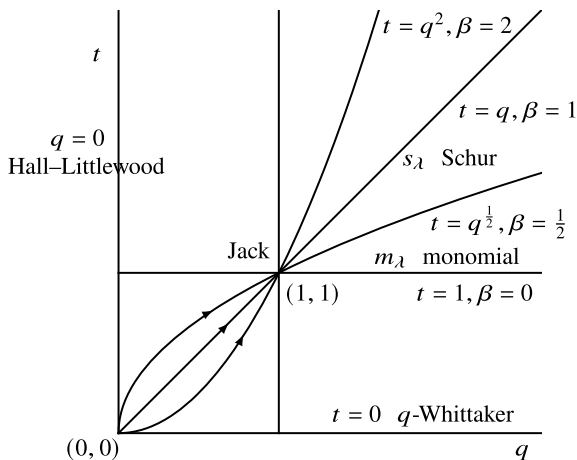 t = q², β = 2
t
t = q, β = 1
q = 0
Hall–Littlewood
s_λ Schur
t = q^{1/2}, β = 1/2
Jack
m_λ monomial
(1, 1)
t = 1, β = 0
t = 0 q-Whittaker
(0, 0)
q